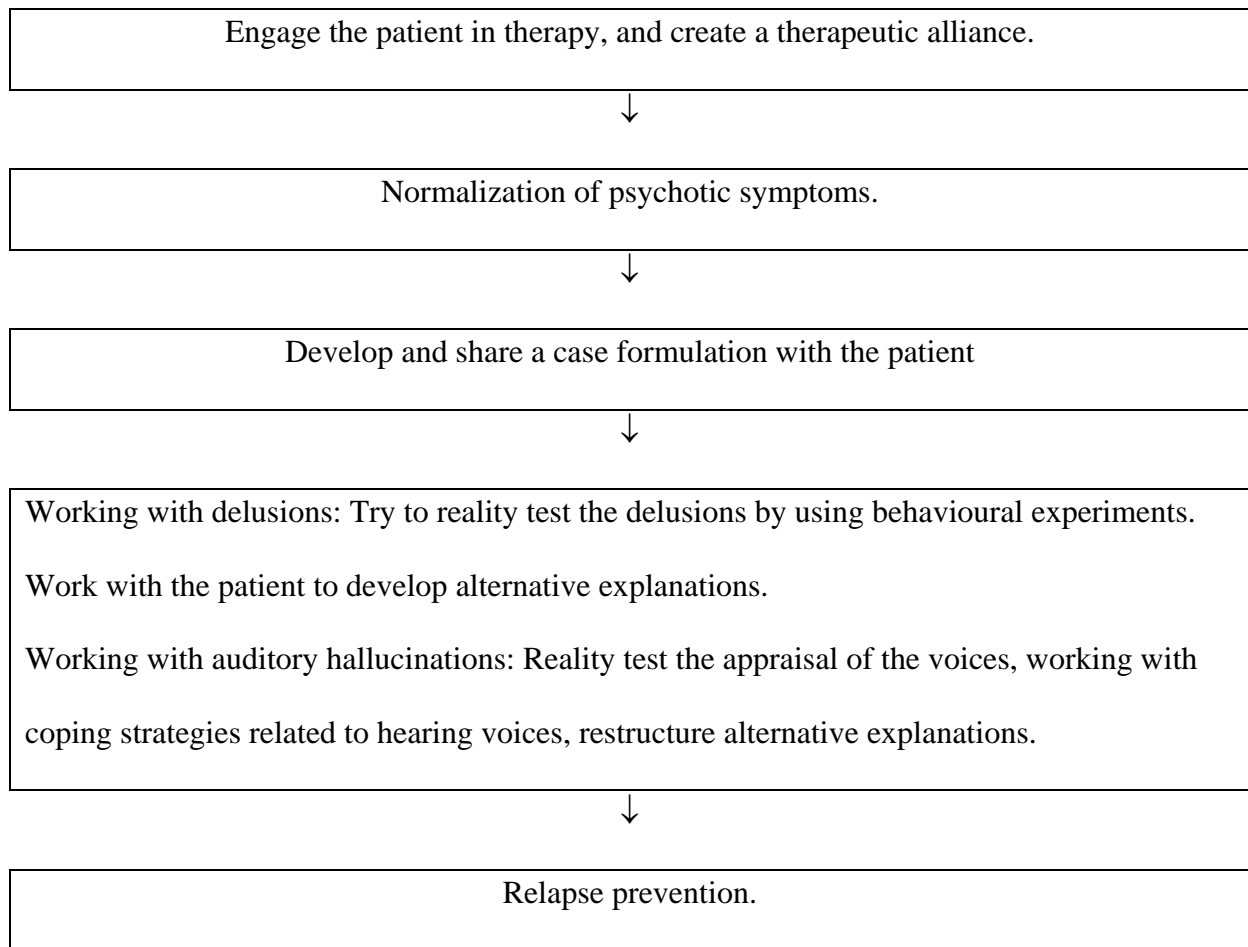 Engage the patient in therapy, and create a therapeutic alliance.
↓
Normalization of psychotic symptoms.
↓
Develop and share a case formulation with the patient
↓
Working with delusions: Try to reality test the delusions by using behavioural experiments.
Work with the patient to develop alternative explanations.
Working with auditory hallucinations: Reality test the appraisal of the voices, working with
coping strategies related to hearing voices, restructure alternative explanations.
↓
Relapse prevention.